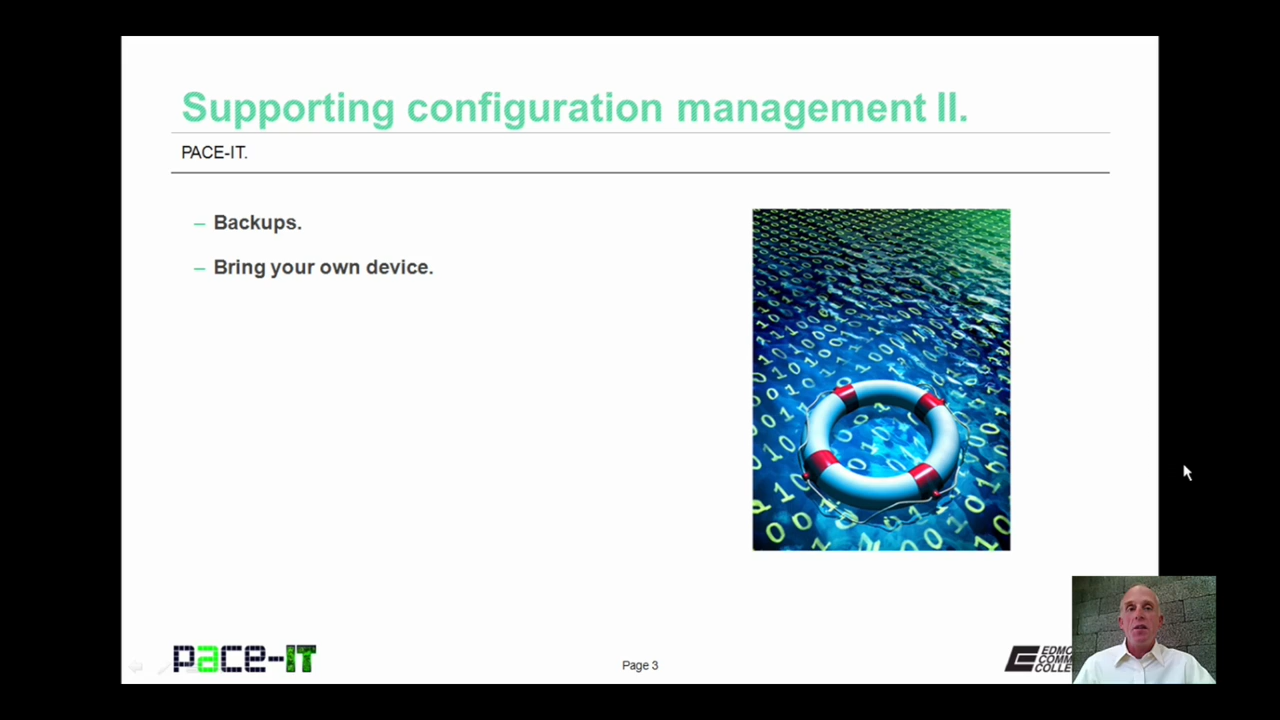 Supporting configuration management II.
PACE-IT.
– Backups.
– Bring your own device.
pace-IT
Page 3